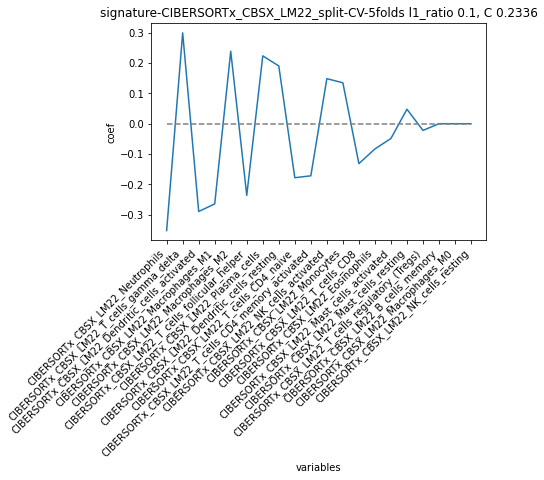 signature-CIBERSORTx_CBSX_LM22_split-CV-5folds l1_ratio 0.1, C 0.2336
0.3
0.2
0.1
0.0
−0.1
−0.2
−0.3
coef
CIBERSORTx_CBSX_LM22_Neutrophils
CIBERSORTx_CBSX_LM22_T_cells_gamma_delta
CIBERSORTx_CBSX_LM22_Dendritic_cells_activated
CIBERSORTx_CBSX_LM22_Macrophages_M1
CIBERSORTx_CBSX_LM22_Macrophages_M2
CIBERSORTx_CBSX_LM22_T_cells_follicular_helper
CIBERSORTx_CBSX_LM22_Plasma_cells
CIBERSORTx_CBSX_LM22_Dendritic_cells_resting
CIBERSORTx_CBSX_LM22_T_cells_CD4_naive
CIBERSORTx_CBSX_LM22_T_cells_CD4_memory_activated
CIBERSORTx_CBSX_LM22_NK_cells_activated
CIBERSORTx_CBSX_LM22_Monocytes
CIBERSORTx_CBSX_LM22_T_cells_CD8
CIBERSORTx_CBSX_LM22_Eosinophils
CIBERSORTx_CBSX_LM22_Mast_cells_activated
CIBERSORTx_CBSX_LM22_Mast_cells_resting
CIBERSORTx_CBSX_LM22_T_cells_regulatory_(Tregs)
CIBERSORTx_CBSX_LM22_B_cells_memory
CIBERSORTx_CBSX_LM22_Macrophages_M0
CIBERSORTx_CBSX_LM22_NK_cells_resting
variables